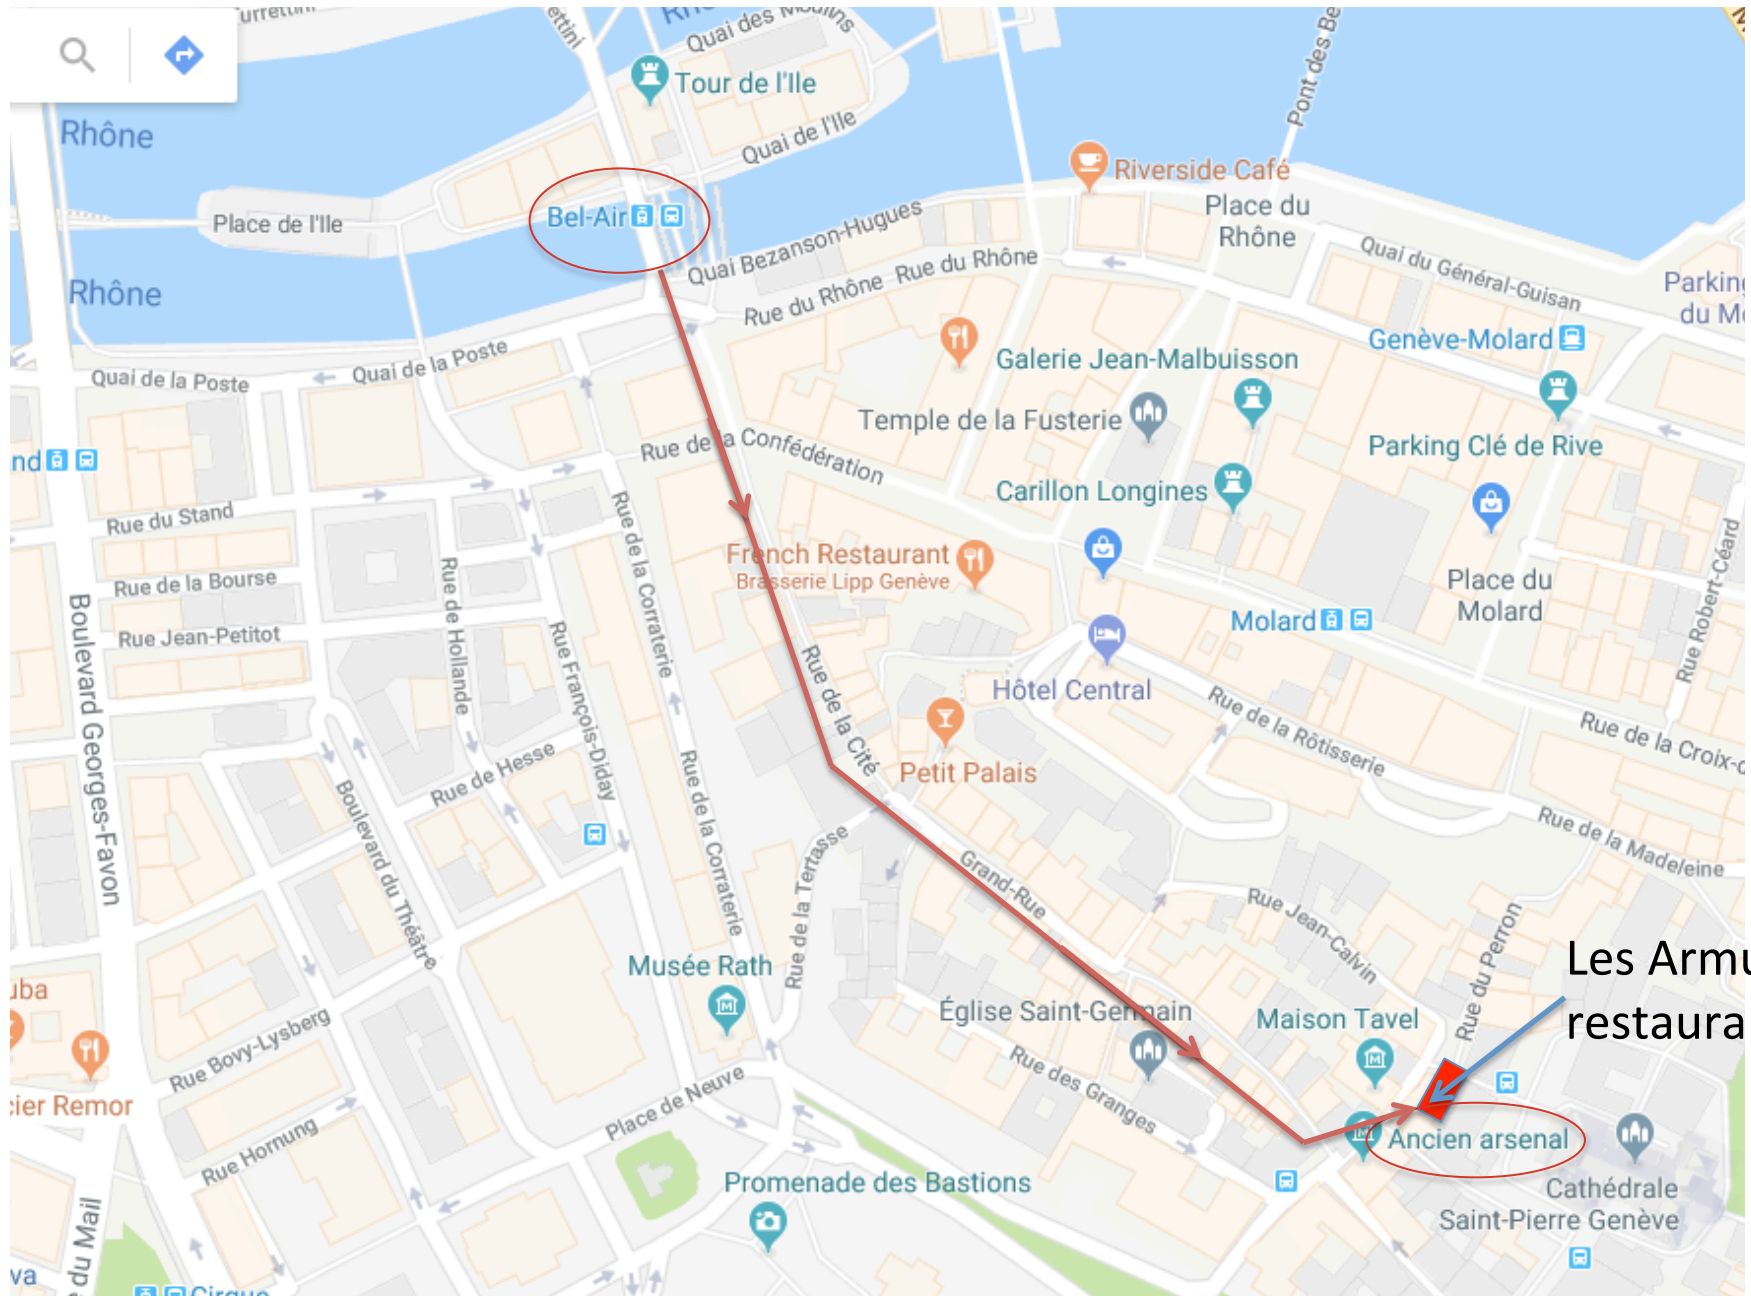 Quai des Moulins
Tour de l'Ile
Quai de l'Ile
Rhône
Riverside Café
Pont des
Place de l'Ile
Bel-Air
Quai Bezanson-Hugues
Place du
Rhône
Rhône
Rue du Rhône
Rue du Rhône
Quai du Général-Guisan
Parking
Genève-Molard
Quai de la Poste
Quai de la Poste
Galerie Jean-Malbuisson
Temple de la Fusterie
Parking Clé de Rive
Rue de la Confédération
Carillon Longines
Rue du Stand
Rue de la Corraterie
French Restaurant
Brasserie Lipp Genève
Rue de la Bourse
Rue de Hollande
Place du
Molard
Rue Robert-Céard
Boulevard Georges-Favon
Rue Jean-Petitot
Rue François-Diday
Molard
Rue de la Cité
Hôtel Central
Rue de la Rôtisserie
Rue de la Croix-d
Rue de Hesse
Rue de la Corraterie
Petit Palais
Boulevard du Théâtre
Rue de la Tertasse
Grand-Rue
Rue de la Madeleine
Rue Jean-Calvin
Rue du Perron
Musée Rath
Les Armu
restaura
Église Saint-Germain
Maison Tavel
Rue Bovy-Lysberg
Rue des Granges
cier Remor
Place de Neuve
Rue Hornung
Ancien arsenal
Promenade des Bastions
Cathédrale
Saint-Pierre Genève
du Mail
Cirque